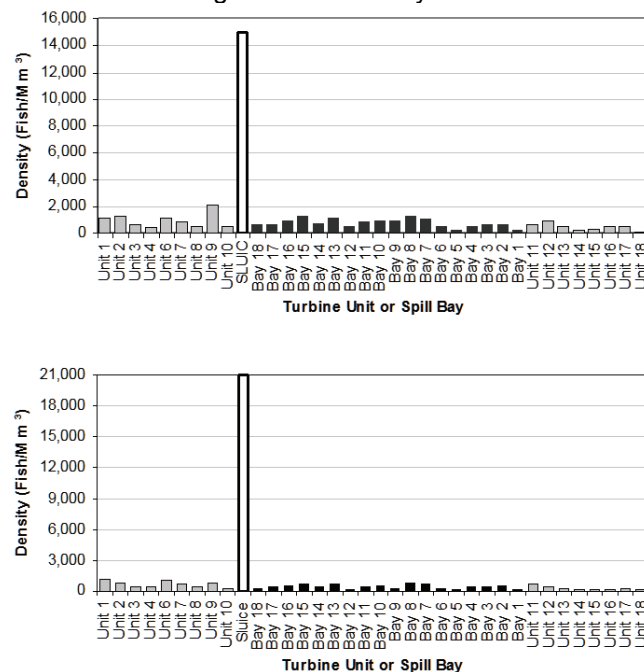 16,000
14,000
12,000
10,000
8,000
6,000
4,000
2,000
0
Density (Fish/M m ³)
Unit 1
Unit 2
Unit 3
Unit 4
Unit 6
Unit 7
Unit 8
Unit 9
Unit 10
SLUIC
Bay 18
Bay 17
Bay 16
Bay 15
Bay 14
Bay 13
Bay 12
Bay 11
Bay 10
Bay 9
Bay 8
Bay 7
Bay 6
Bay 5
Bay 4
Bay 3
Bay 2
Bay 1
Unit 11
Unit 12
Unit 13
Unit 14
Unit 15
Unit 16
Unit 17
Unit 18
Turbine Unit or Spill Bay
21,000
18,000
15,000
12,000
9,000
6,000
3,000
0
Density (Fish/M m ³)
Unit 1
Unit 2
Unit 3
Unit 4
Unit 6
Unit 7
Unit 8
Unit 9
Unit 10
Sluice
Bay 18
Bay 17
Bay 16
Bay 15
Bay 14
Bay 13
Bay 12
Bay 11
Bay 10
Bay 9
Bay 8
Bay 7
Bay 6
Bay 5
Bay 4
Bay 3
Bay 2
Bay 1
Unit 11
Unit 12
Unit 13
Unit 14
Unit 15
Unit 16
Unit 17
Unit 18
Turbine Unit or Spill Bay